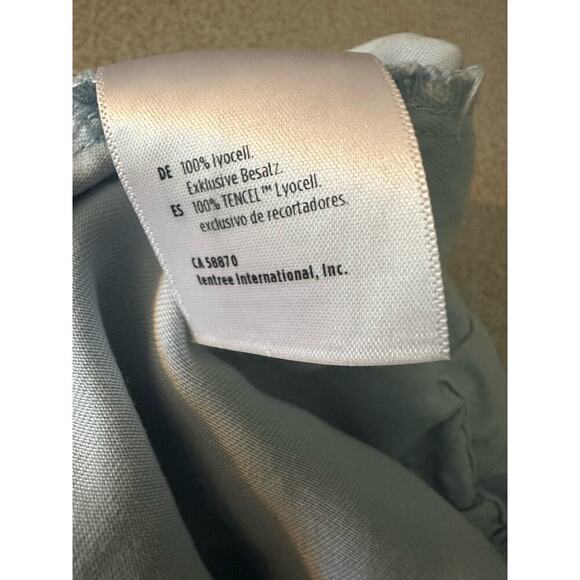 DE 100% lyocell.
Exklusive Besatz.
ES 100% TENCEL™ Lyocell.
exclusivo de recortadores.
CA 58870
tentree International, Inc.